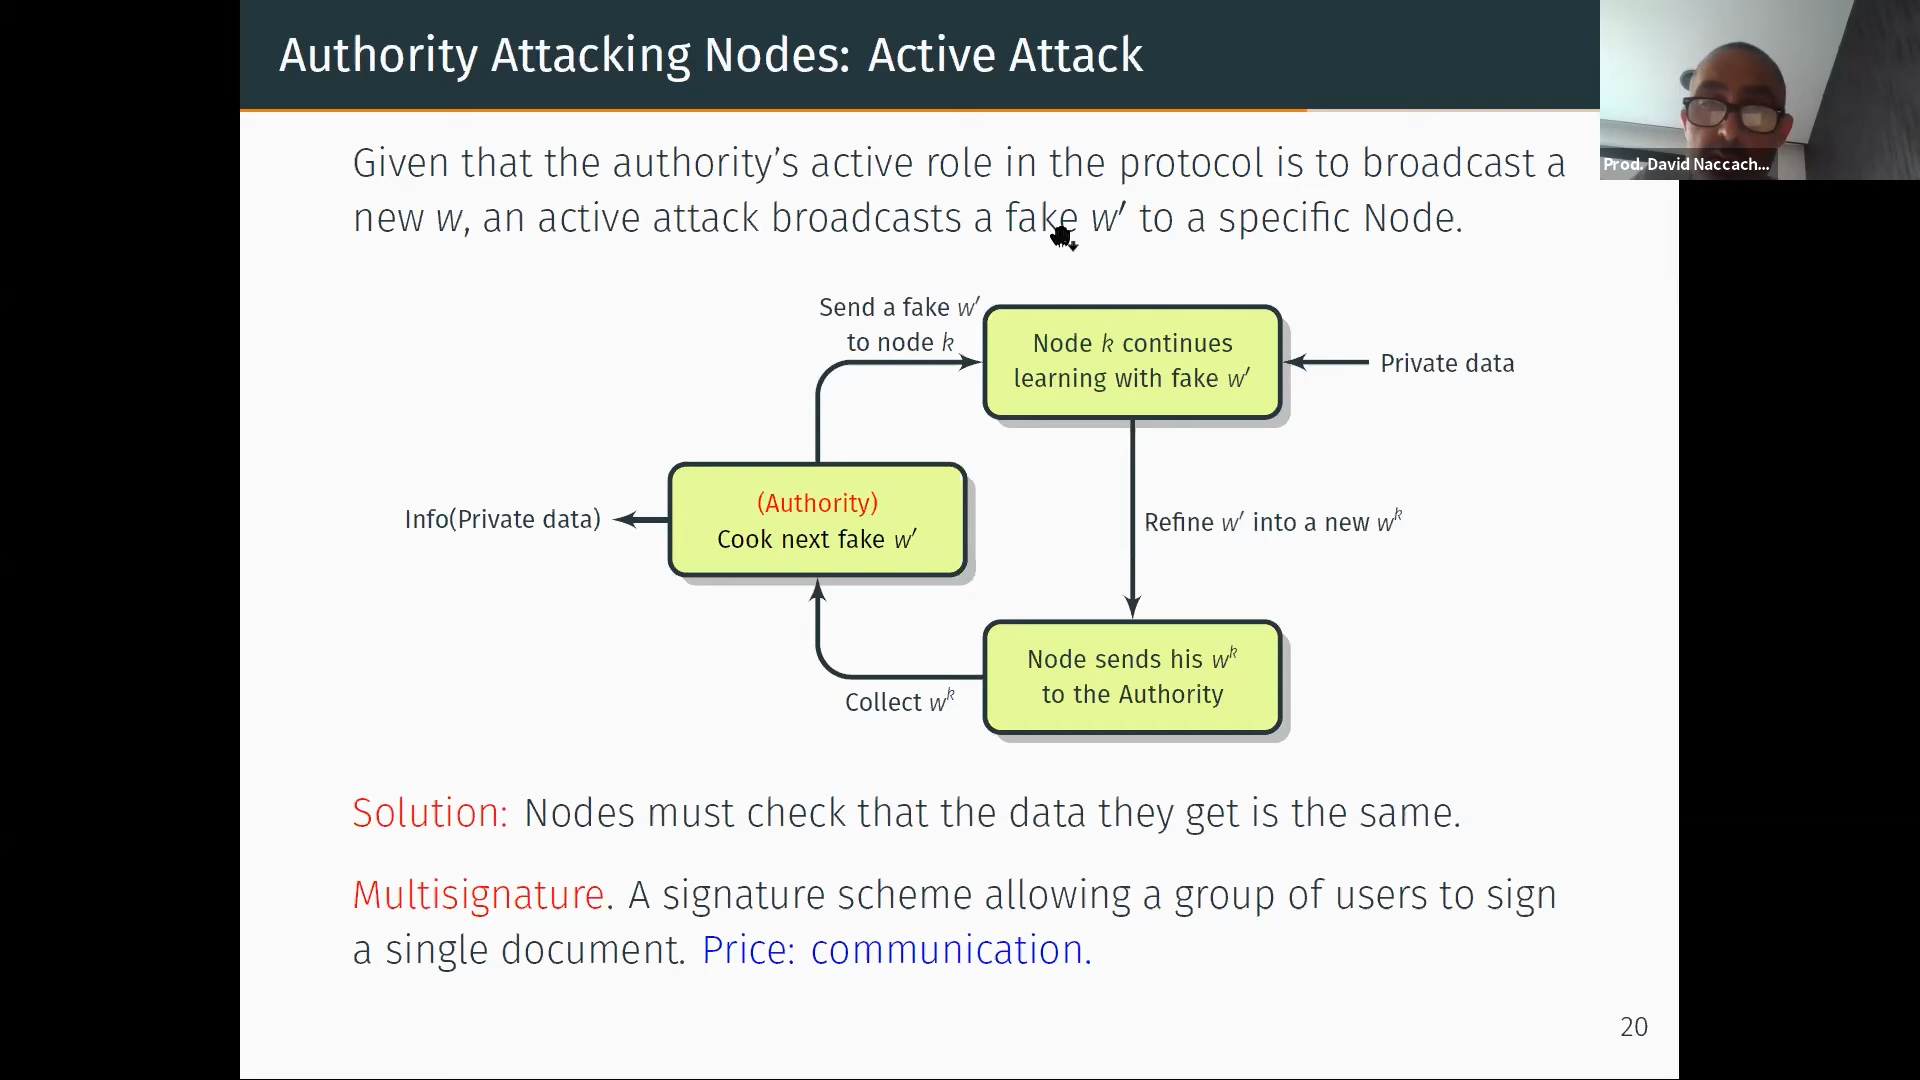 Authority Attacking Nodes: Active Attack
Prod. David Naccach...
Given that the authority's active role in the protocol is to broadcast a
new w, an active attack broadcasts a fake w′ to a specific Node.
Send a fake w′
to node k
Node k continues
learning with fake w′
Private data
(Authority)
Cook next fake w′
Info(Private data)
Refine w′ into a new wᵏ
Node sends his wᵏ
to the Authority
Collect wᵏ
Solution: Nodes must check that the data they get is the same.
Multisignature. A signature scheme allowing a group of users to sign
a single document. Price: communication.
20